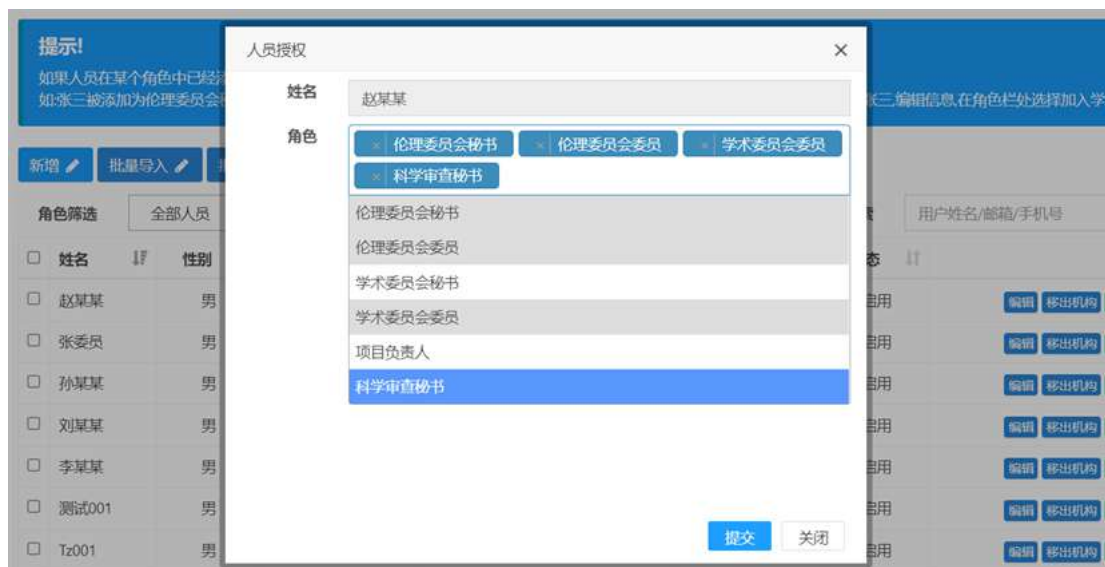 提示!
人员授权
×
如果人员在某个角色中已经
如:张三被添加为伦理委员会
张三,编辑信息,在角色栏处选择加入学
姓名
赵某某
角色
× 伦理委员会秘书 × 伦理委员会委员 × 学术委员会委员
× 科学审查秘书
新增 批量导入
角色筛选 全部人员
用户姓名/邮箱/手机号
伦理委员会秘书
伦理委员会委员
学术委员会秘书
学术委员会委员
项目负责人
科学审查秘书
姓名 性别 态
赵某某 男 启用 编辑 移出机构
张委员 男 启用 编辑 移出机构
孙某某 男 启用 编辑 移出机构
刘某某 男 启用 编辑 移出机构
李某某 男 启用 编辑 移出机构
测试001 男 启用 编辑 移出机构
Tz001 男 启用 编辑 移出机构
提交 关闭